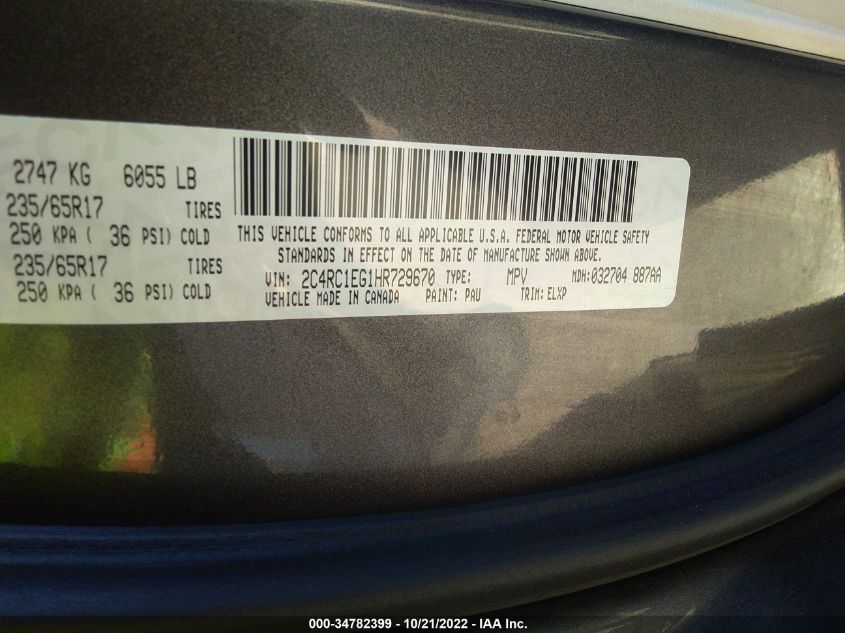 2747 KG 6055 LB
235/65R17 TIRES
250 KPA ( 36 PSI) COLD
235/65R17 TIRES
250 KPA ( 36 PSI) COLD
THIS VEHICLE CONFORMS TO ALL APPLICABLE U.S.A. FEDERAL MOTOR VEHICLE SAFETY
STANDARDS IN EFFECT ON THE DATE OF MANUFACTURE SHOWN ABOVE.
VIN: 2C4RC1EG1HR729670 TYPE: MPV MDH:032704 887AA
VEHICLE MADE IN CANADA PAINT: PAU TRIM: ELXP
000-34782399 - 10/21/2022 - IAA Inc.